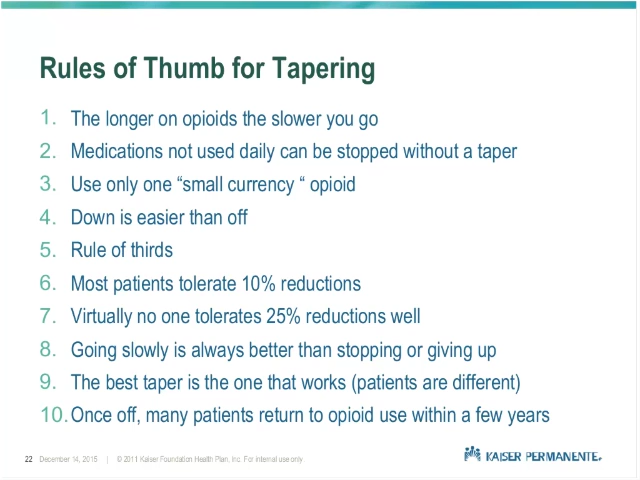 Rules of Thumb for Tapering
1. The longer on opioids the slower you go
2. Medications not used daily can be stopped without a taper
3. Use only one “small currency “ opioid
4. Down is easier than off
5. Rule of thirds
6. Most patients tolerate 10% reductions
7. Virtually no one tolerates 25% reductions well
8. Going slowly is always better than stopping or giving up
9. The best taper is the one that works (patients are different)
10. Once off, many patients return to opioid use within a few years
22 December 14, 2015 | © 2011 Kaiser Foundation Health Plan, Inc. For internal use only
KAISER PERMANENTE.